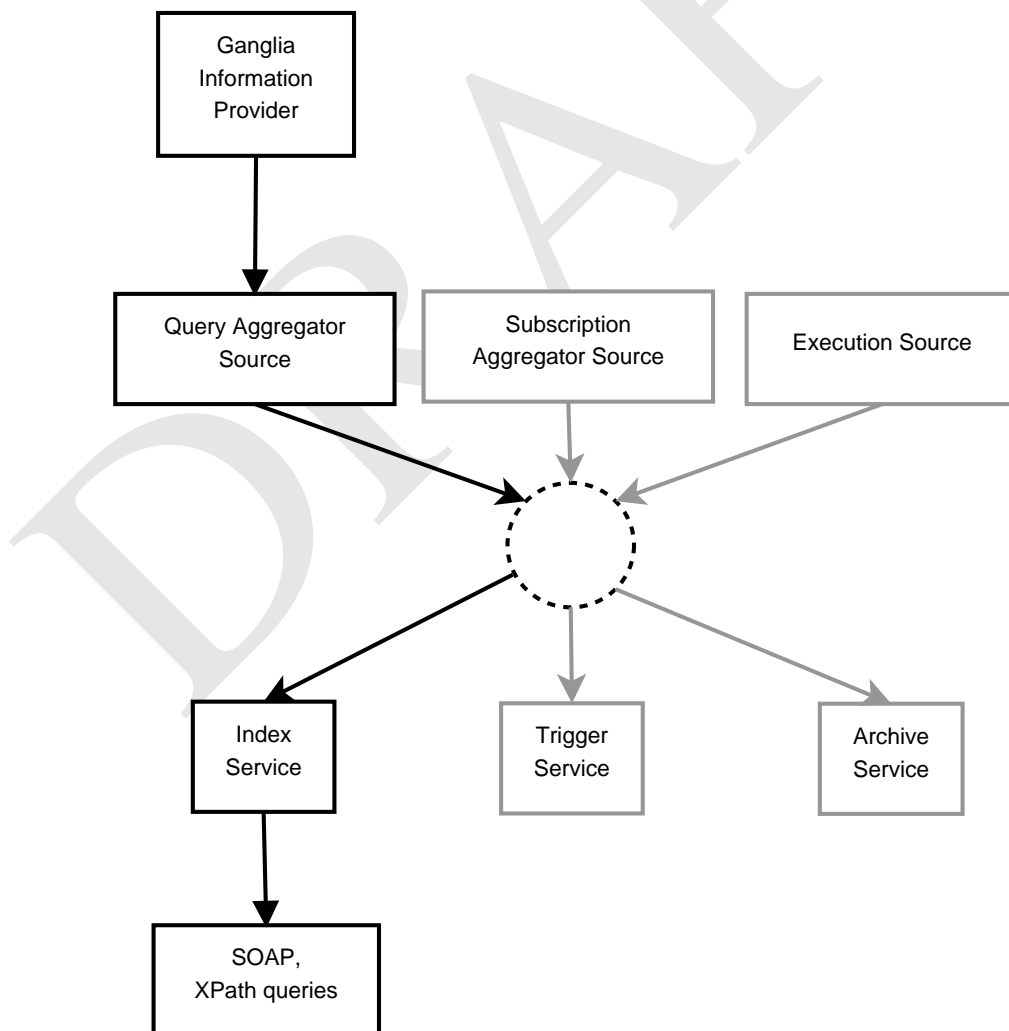 Ganglia
Information
Provider
Query Aggregator
Source
Subscription
Aggregator Source
Execution Source
Index
Service
Trigger
Service
Archive
Service
SOAP,
XPath queries